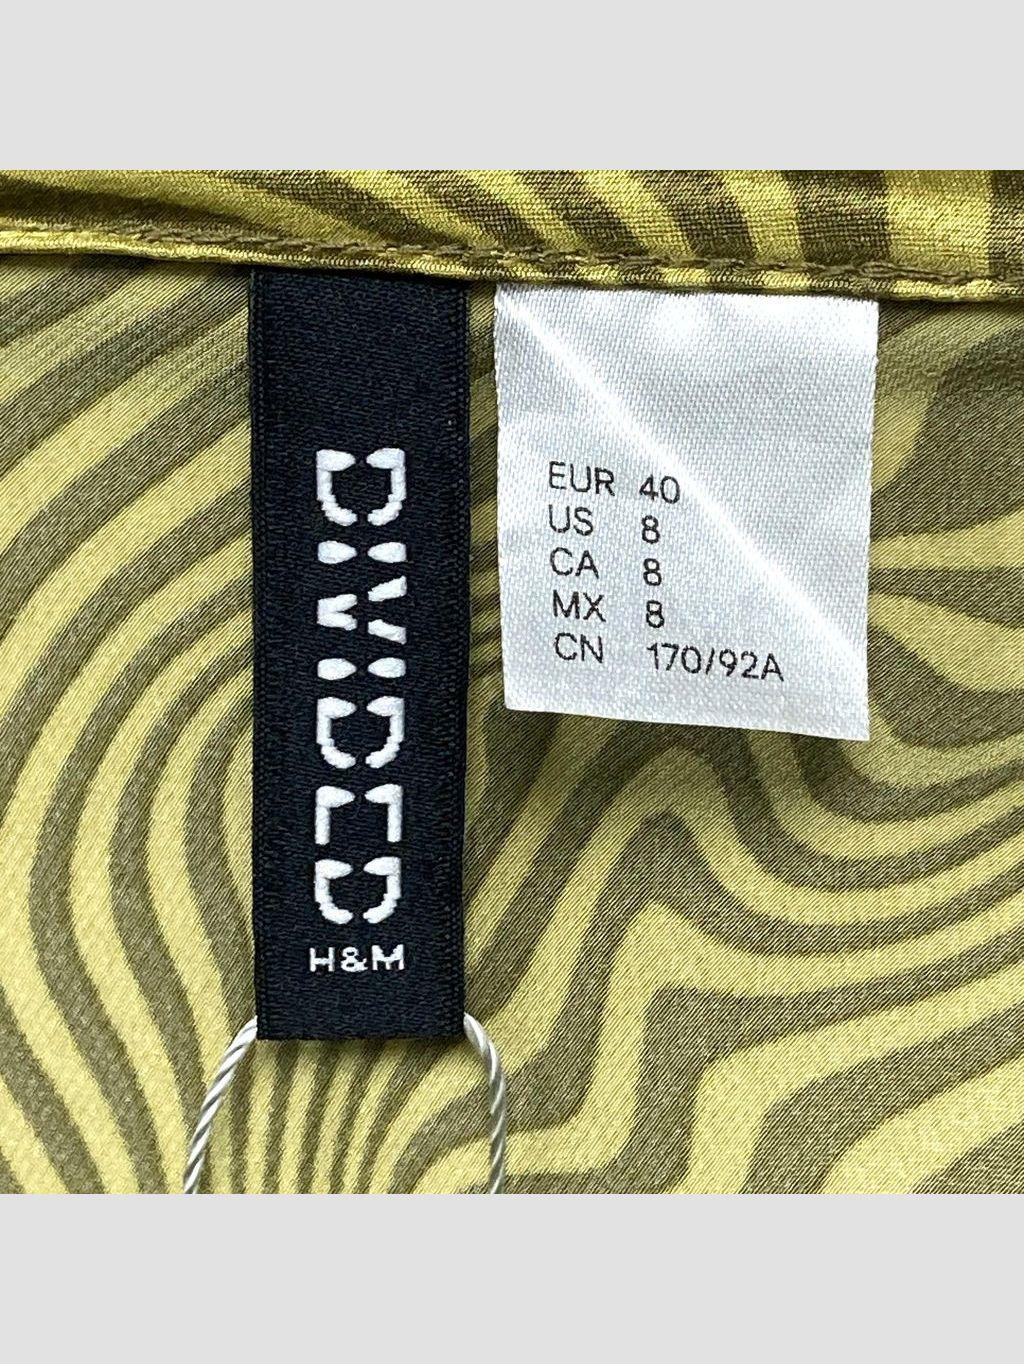 DIVIDED
H&M
EUR 40
US 8
CA 8
MX 8
CN 170/92A